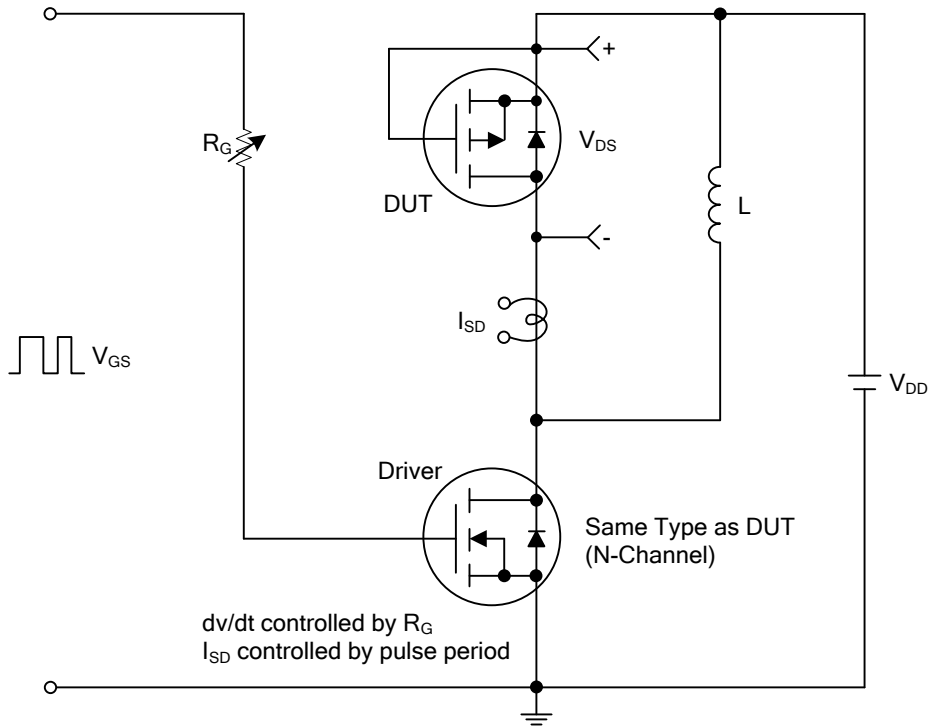 +
R_G
V_DS
DUT
L
-
I_SD
V_GS
V_DD
Driver
Same Type as DUT
(N-Channel)
dv/dt controlled by R_G
I_SD controlled by pulse period